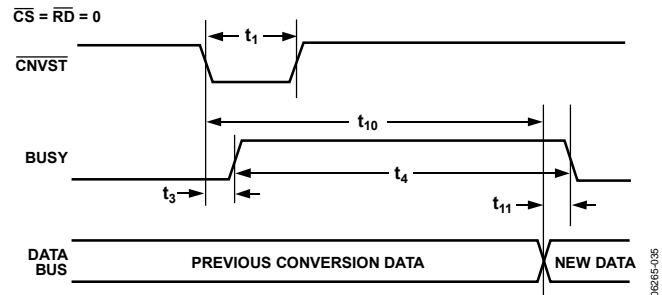 CS = RD = 0
t1
CNVST
t10
BUSY
t4
t3
t11
DATA
BUS
PREVIOUS CONVERSION DATA
NEW DATA
06265-035